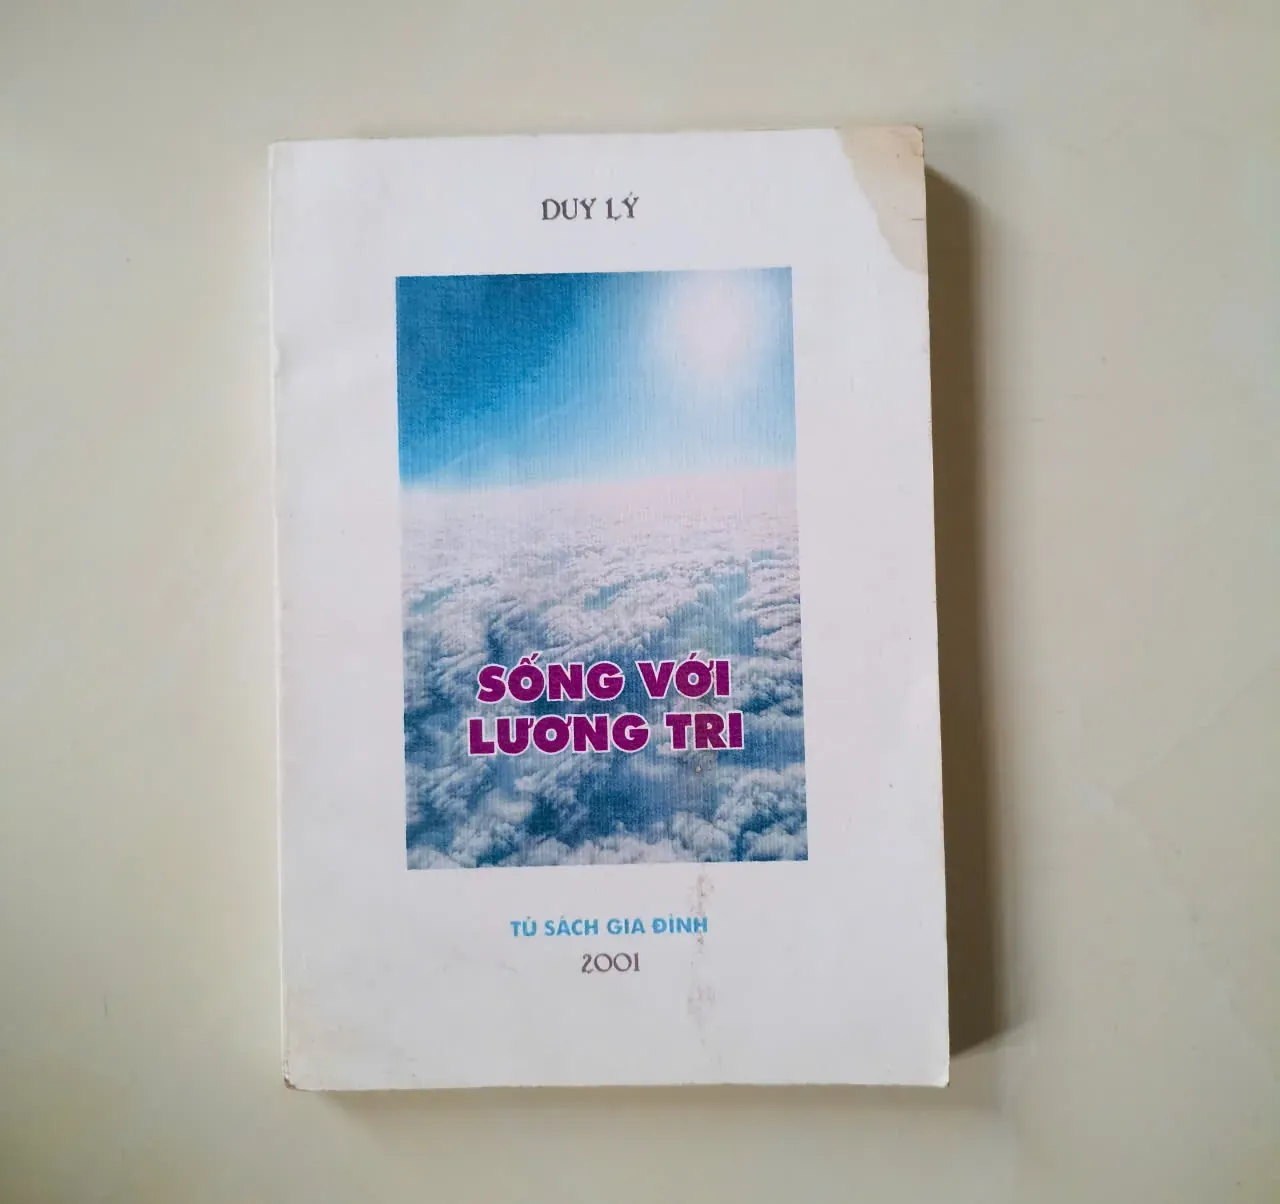 DUY LÝ
SỐNG VỚI
LƯƠNG TRI
TỦ SÁCH GIA ĐÌNH
2001